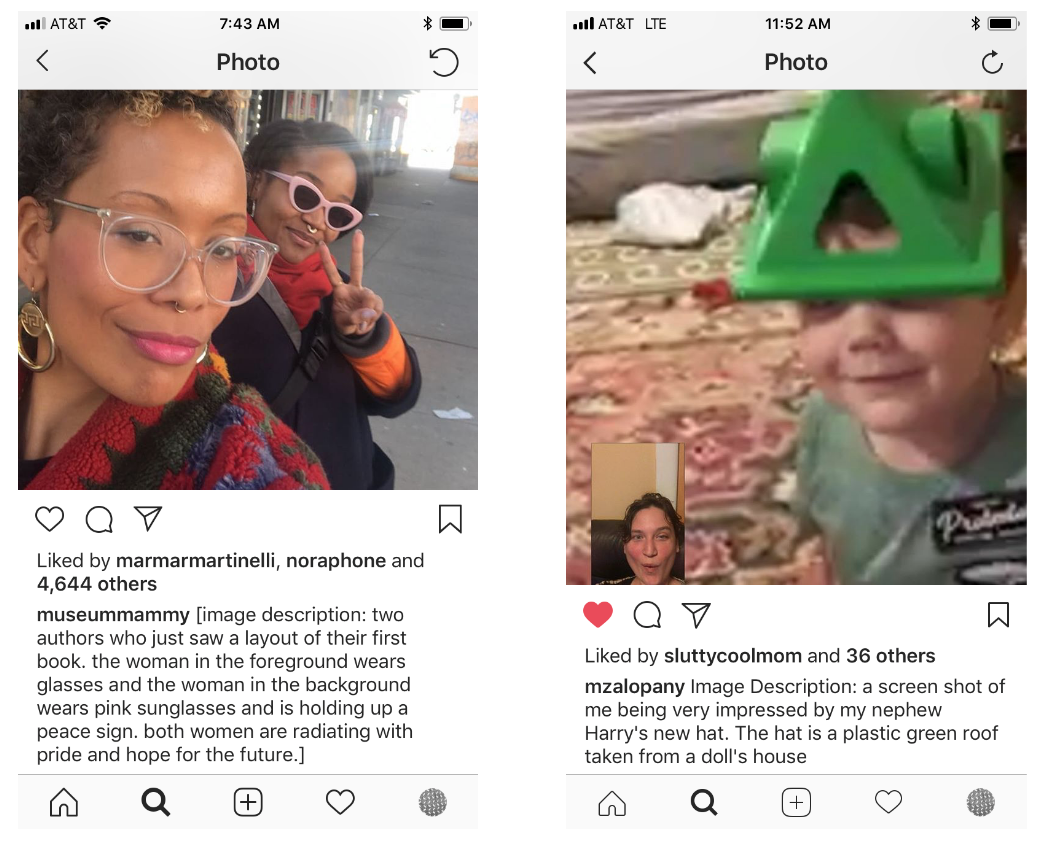 AT&T
7:43 AM
Photo
Liked by marmarmartinelli, noraphone and
4,644 others
museummammy [image description: two
authors who just saw a layout of their first
book. the woman in the foreground wears
glasses and the woman in the background
wears pink sunglasses and is holding up a
peace sign. both women are radiating with
pride and hope for the future.]
AT&T LTE
11:52 AM
Photo
Liked by sluttycoolmom and 36 others
mzalopany Image Description: a screen shot of
me being very impressed by my nephew
Harry's new hat. The hat is a plastic green roof
taken from a doll's house